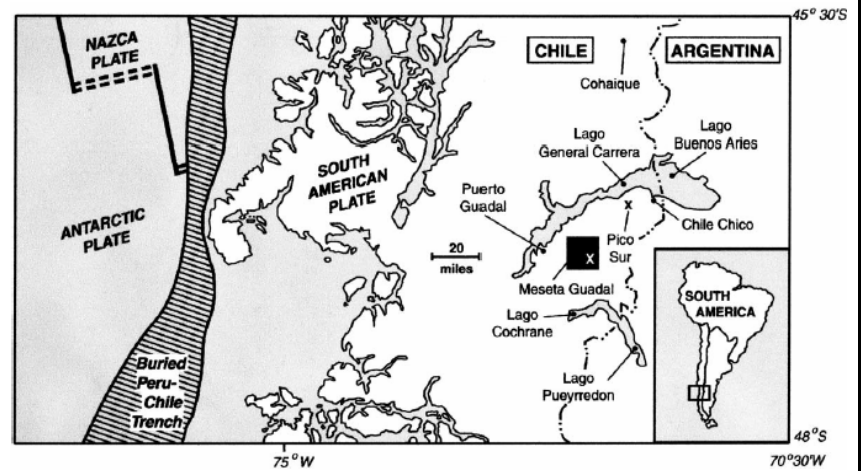 45° 30'S
NAZCA
PLATE
CHILE
ARGENTINA
Cohaique
Lago
General Carrera
Lago
Buenos Aries
SOUTH
AMERICAN
PLATE
Puerto
Guadal
ANTARCTIC
PLATE
20
miles
x
Pico
Sur
Chile Chico
x
Meseta Guadal
Lago
Cochrane
SOUTH
AMERICA
Buried
Peru-
Chile
Trench
Lago
Pueyrredon
48°S
75°W
70°30'W